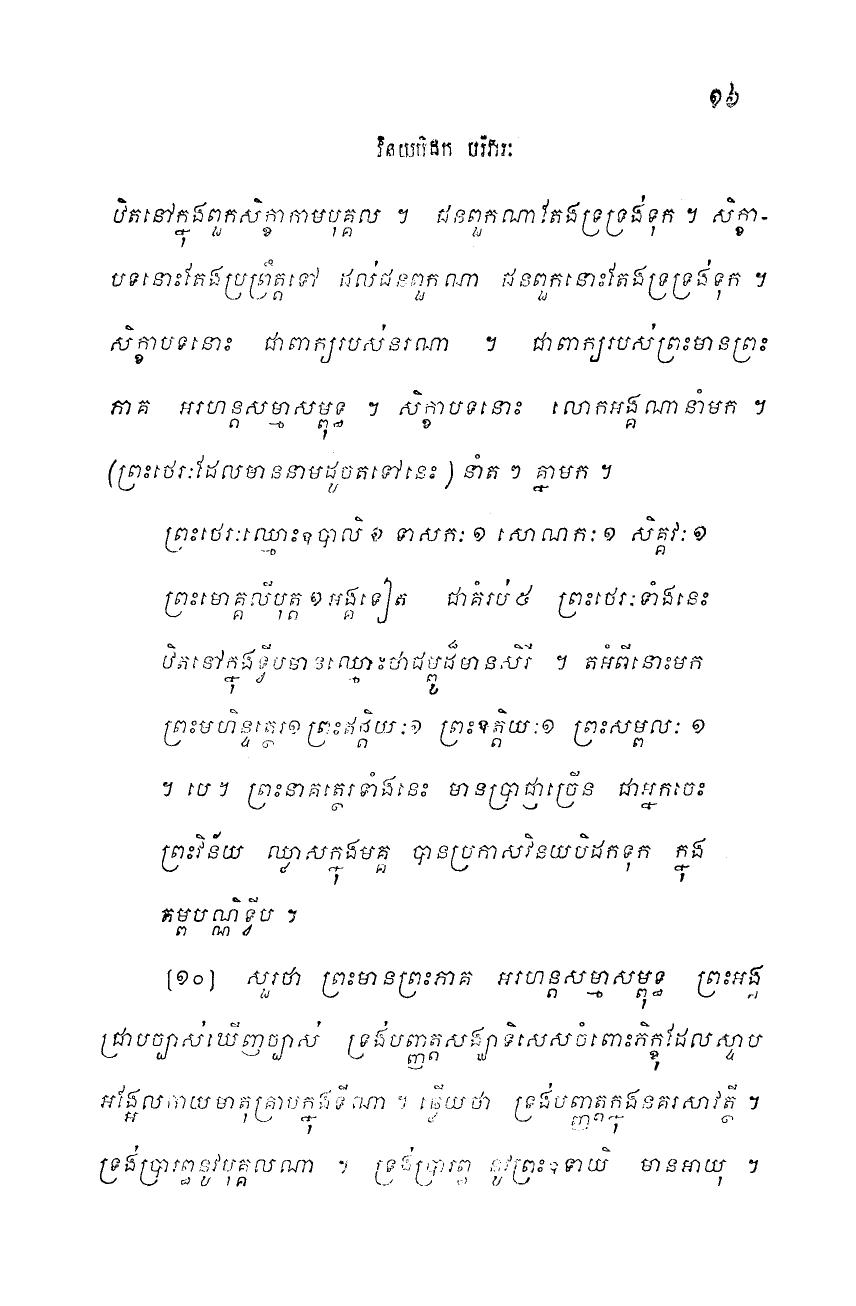 ១៦
វិនយបិដក បរិវារៈ
ឋិតនៅក្នុងពួកសិក្ខាកាមបុគ្គល ។ ជនពួកណាតែងទ្រទ្រង់ទុក ។ សិក្ខា-
បទនោះតែងប្រព្រឹត្តទៅ ដល់ជនពួកណា ជនពួកនោះតែងទ្រទ្រង់ទុក ។
សិក្ខាបទនោះ ជាពាក្យរបស់នរណា ។ ជាពាក្យរបស់ព្រះមានព្រះ
ភាគ អរហន្តសម្មាសម្ពុទ្ធ ។ សិក្ខាបទនោះ លោកអង្គណានាំមក ។
(ព្រះថេរៈដែលមាននាមដូចតទៅនេះ) នាំត ៗ គ្នាមក ។
ព្រះថេរៈឈ្មោះឧបាលិ ១ ទាសកៈ ១ សោណកៈ ១ សិគ្គវៈ ១
ព្រះមោគ្គលីបុត្ត ១ អង្គទៀត ជាគំរប់ ៥ ព្រះថេរៈទាំងនេះ
ឋិតនៅក្នុងទ្វីបមានឈ្មោះថាជម្ពូដ៏មានសិរី ។ តអំពីនោះមក
ព្រះមហិន្ទត្ថេរ ១ ព្រះឥដ្ដិយៈ ១ ព្រះឧត្តិយៈ ១ ព្រះសម្ពលៈ ១
។ បេ ។ ព្រះនាគត្ថេរទាំងនេះ មានប្រាជ្ញាច្រើន ជាអ្នកចេះ
ព្រះវិន័យ ឈ្លាសក្នុងមគ្គ បានប្រកាសវិនយបិដកទុក ក្នុង
តម្ពបណ្ណិទ្វីប ។
[១០] សួរថា ព្រះមានព្រះភាគ អរហន្តសម្មាសម្ពុទ្ធ ព្រះអង្គ
ជ្រាបច្បាស់ឃើញច្បាស់ ទ្រង់បញ្ញត្តសង្ឃាទិសេសចំពោះភិក្ខុដែលស្ទាប
អង្អែលកាយមាតុគ្រាមក្នុងទីណា ។ ឆ្លើយថា ទ្រង់បញ្ញត្តក្នុងនគរសាវត្ថី ។
ទ្រង់ប្រារព្ធនូវបុគ្គលណា ។ ទ្រង់ប្រារព្ធ នូវព្រះឧទាយិ មានអាយុ ។